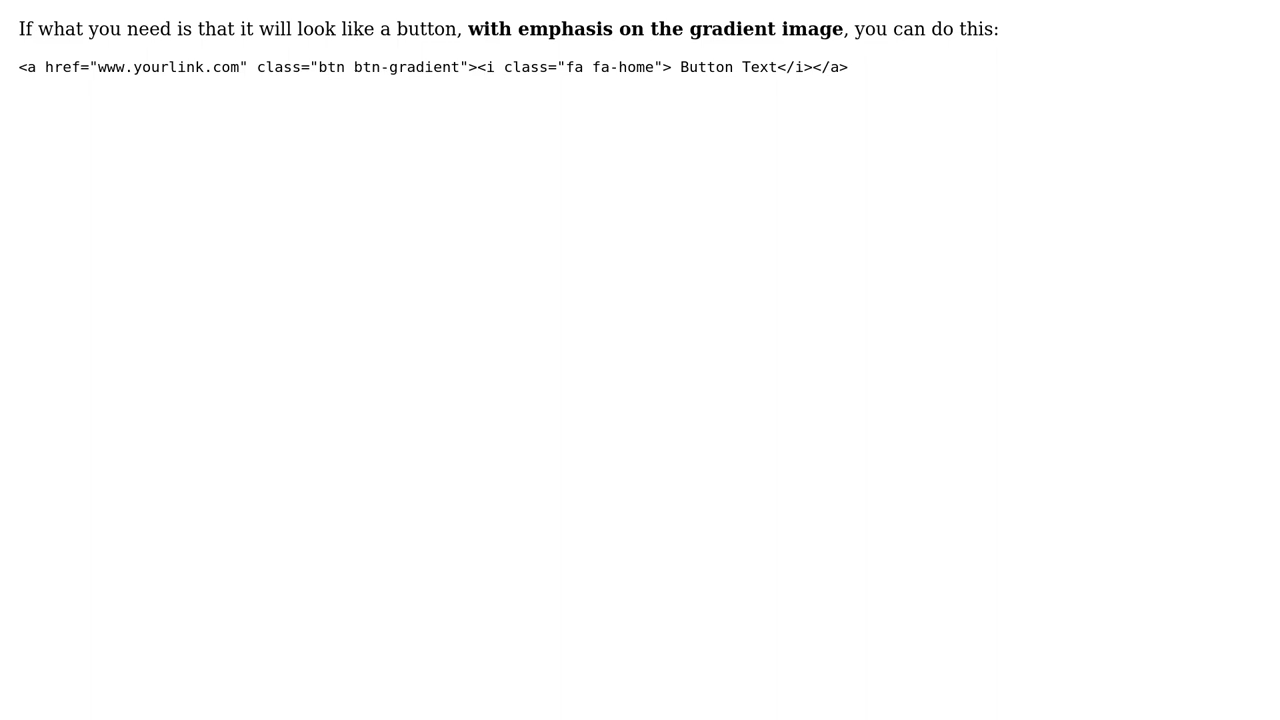 If what you need is that it will look like a button, with emphasis on the gradient image, you can do this:
<a href="www.yourlink.com" class="btn btn-gradient"><i class="fa fa-home"> Button Text</i></a>